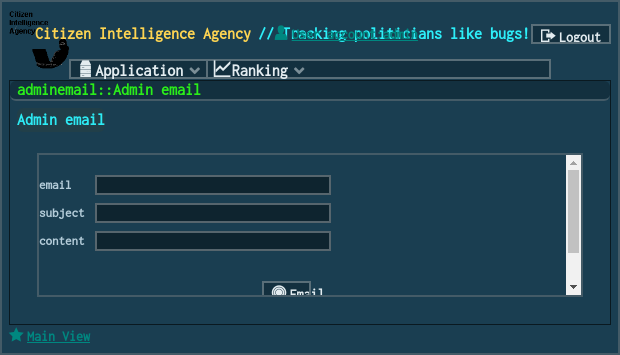 Citizen
Intelligence
Agency
Citizen Intelligence Agency // Tracking politicians like bugs!
Logout
Application
Ranking
adminemail::Admin email
Admin email
email
subject
content
Email
Main View